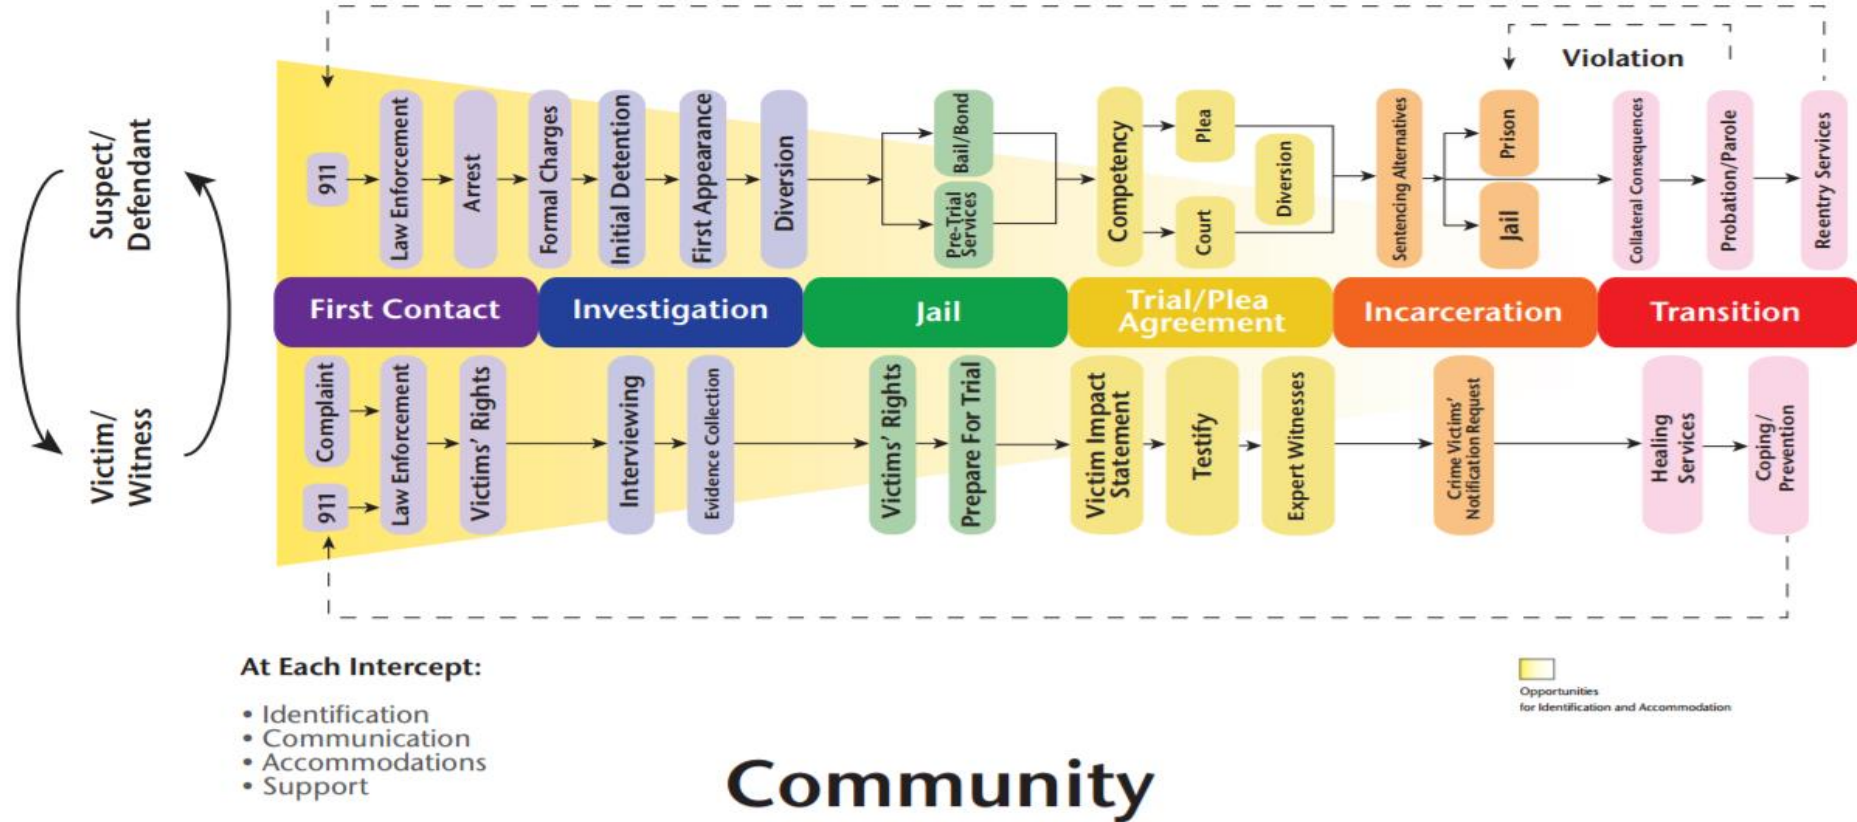 Violation
Suspect/
Defendant
911
Law Enforcement
Arrest
Formal Charges
Initial Detention
First Appearance
Diversion
Bail/Bond
Pre-Trial
Services
Competency
Plea
Court
Diversion
Sentencing Alternatives
Prison
Jail
Collateral Consequences
Probation/Parole
Reentry Services
First Contact
Investigation
Jail
Trial/Plea
Agreement
Incarceration
Transition
Victim/
Witness
Complaint
911
Law Enforcement
Victims' Rights
Interviewing
Evidence Collection
Victims' Rights
Prepare For Trial
Victim Impact
Statement
Testify
Expert Witnesses
Crime Victims'
Notification Request
Healing
Services
Coping/
Prevention
At Each Intercept:
• Identification
• Communication
• Accommodations
• Support
Opportunities
for Identification and Accommodation
Community